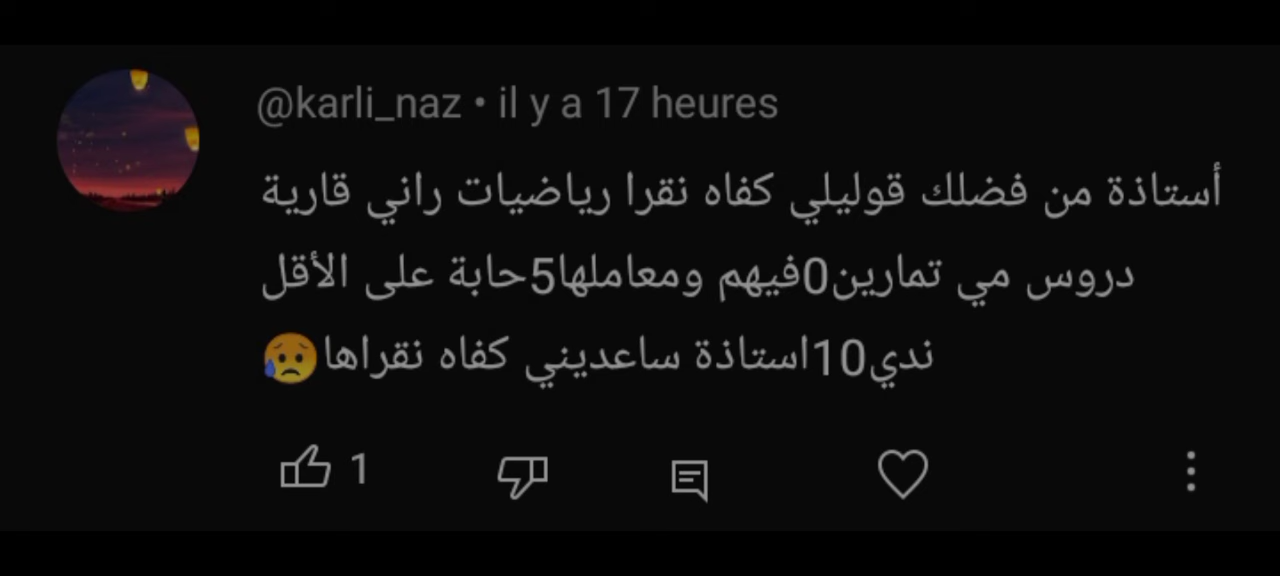 @karli_naz • il y a 17 heures
أستاذة من فضلك قوليلي كفاه نقرا رياضيات راني قارية
دروس مي تمارين0فيهم ومعاملها5حابة على الأقل
ندي10استاذة ساعديني كفاه نقراها😥
1